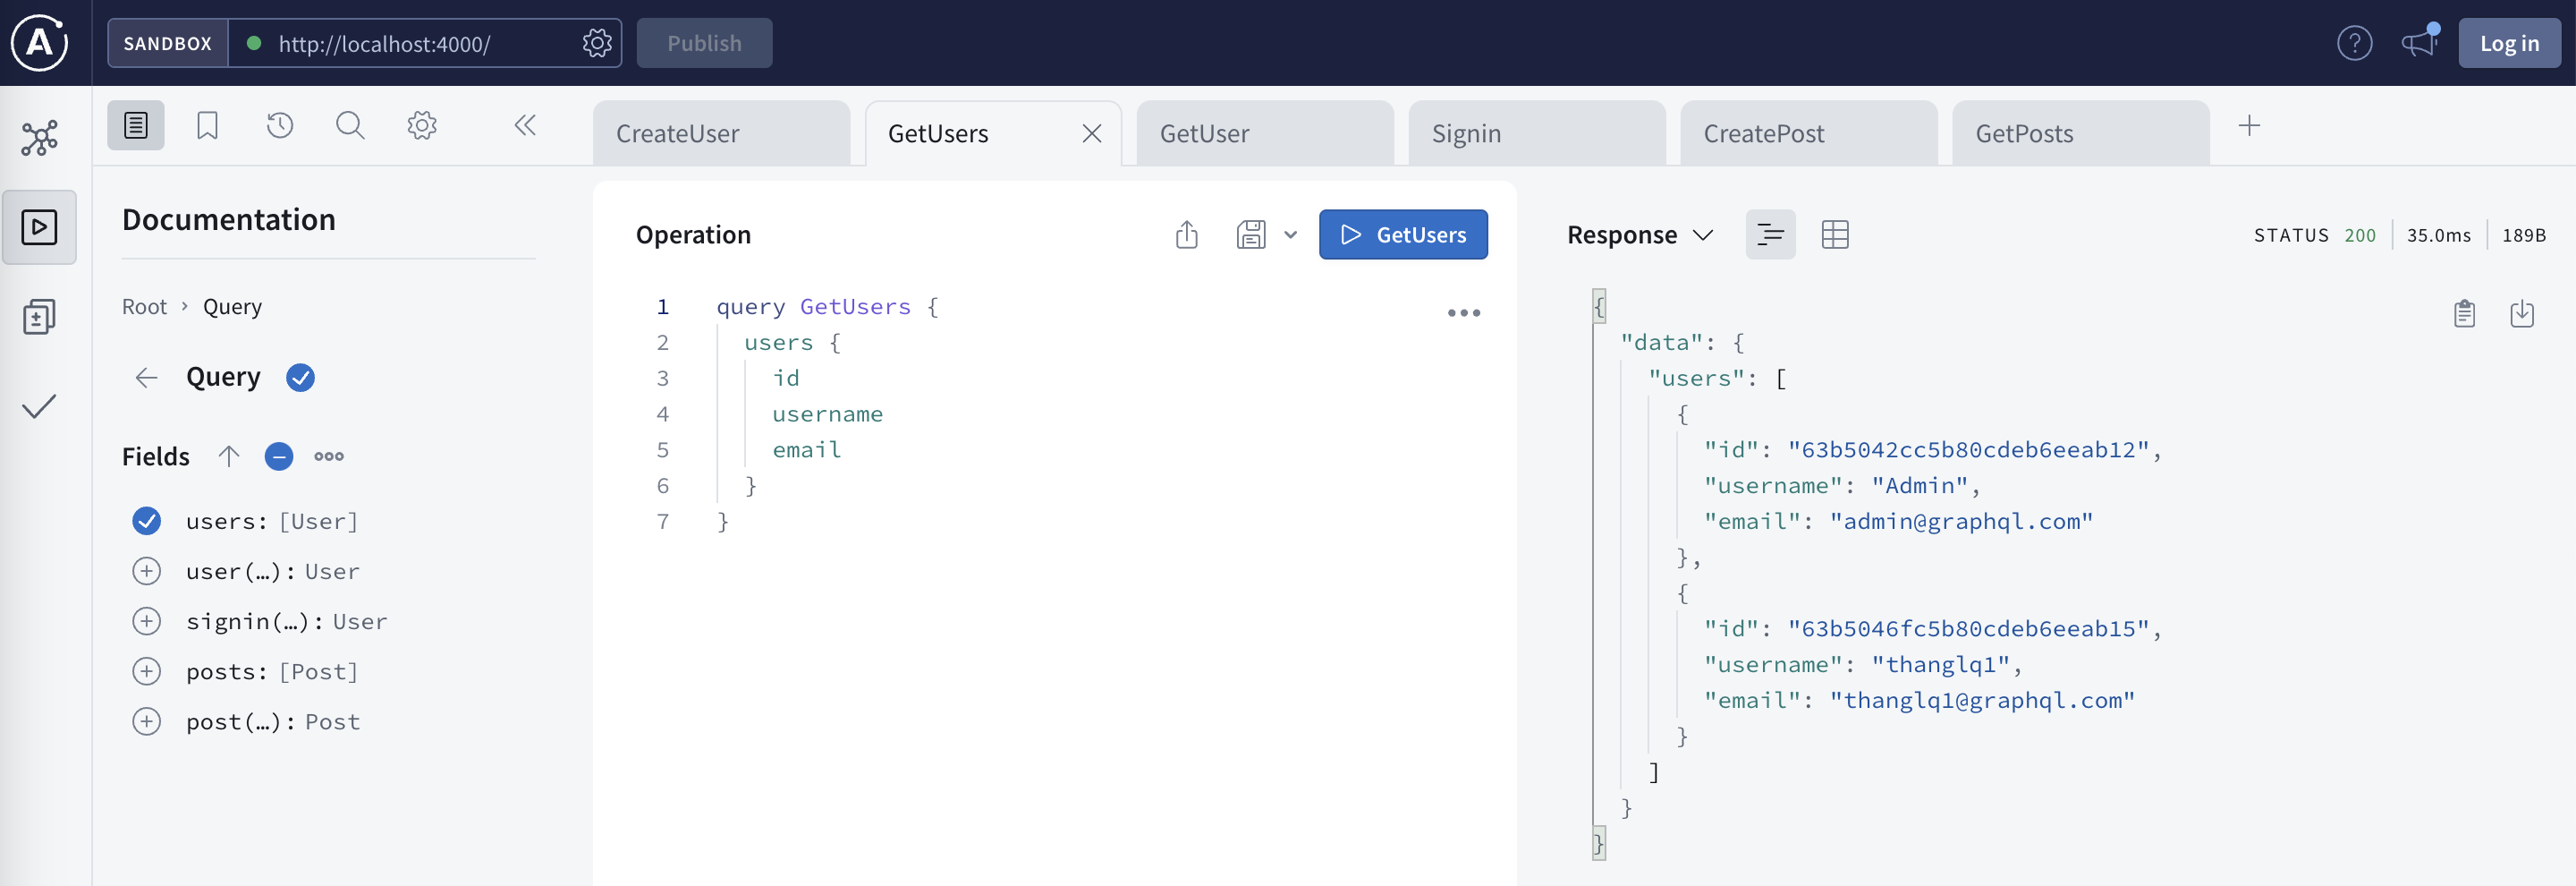 SANDBOX http://localhost:4000/ Publish Log in
CreateUser GetUsers GetUser Signin CreatePost GetPosts
Documentation
Root › Query
Query
Fields
users: [User]
user(…): User
signin(…): User
posts: [Post]
post(…): Post
Operation GetUsers
1 query GetUsers {
2 users {
3 id
4 username
5 email
6 }
7 }
Response STATUS 200 35.0ms 189B
{
"data": {
"users": [
{
"id": "63b5042cc5b80cdeb6eeab12",
"username": "Admin",
"email": "admin@graphql.com"
},
{
"id": "63b5046fc5b80cdeb6eeab15",
"username": "thanglq1",
"email": "thanglq1@graphql.com"
}
]
}
}